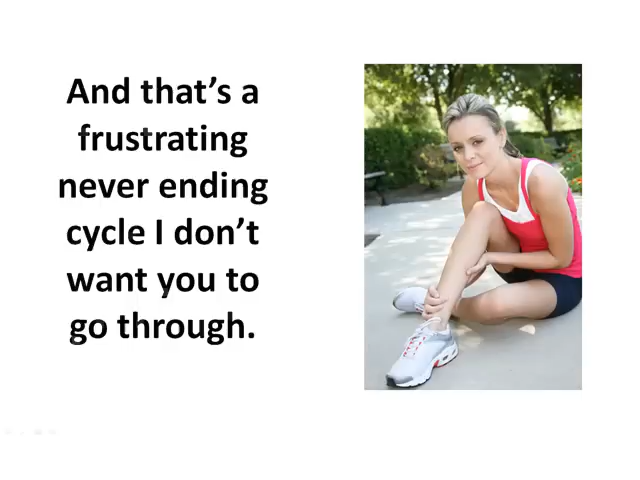 And that’s a
frustrating
never ending
cycle I don’t
want you to
go through.